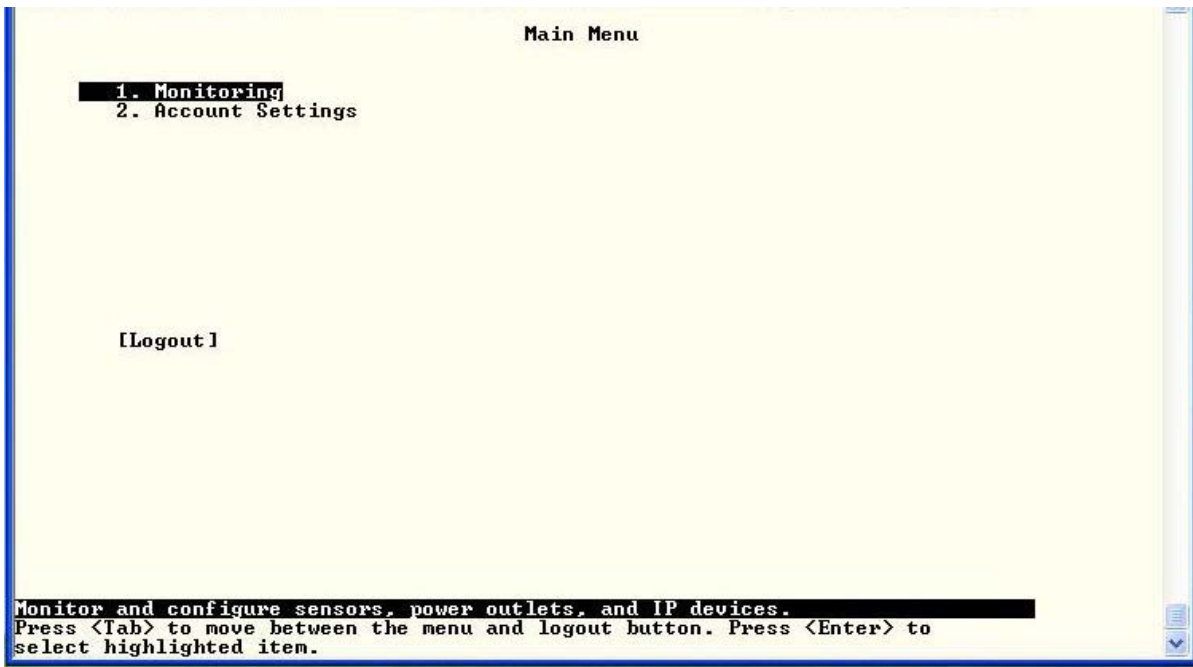 Main Menu
1. Monitoring
2. Account Settings
[Logout]
Monitor and configure sensors, power outlets, and IP devices.
Press <Tab> to move between the menu and logout button. Press <Enter> to
select highlighted item.